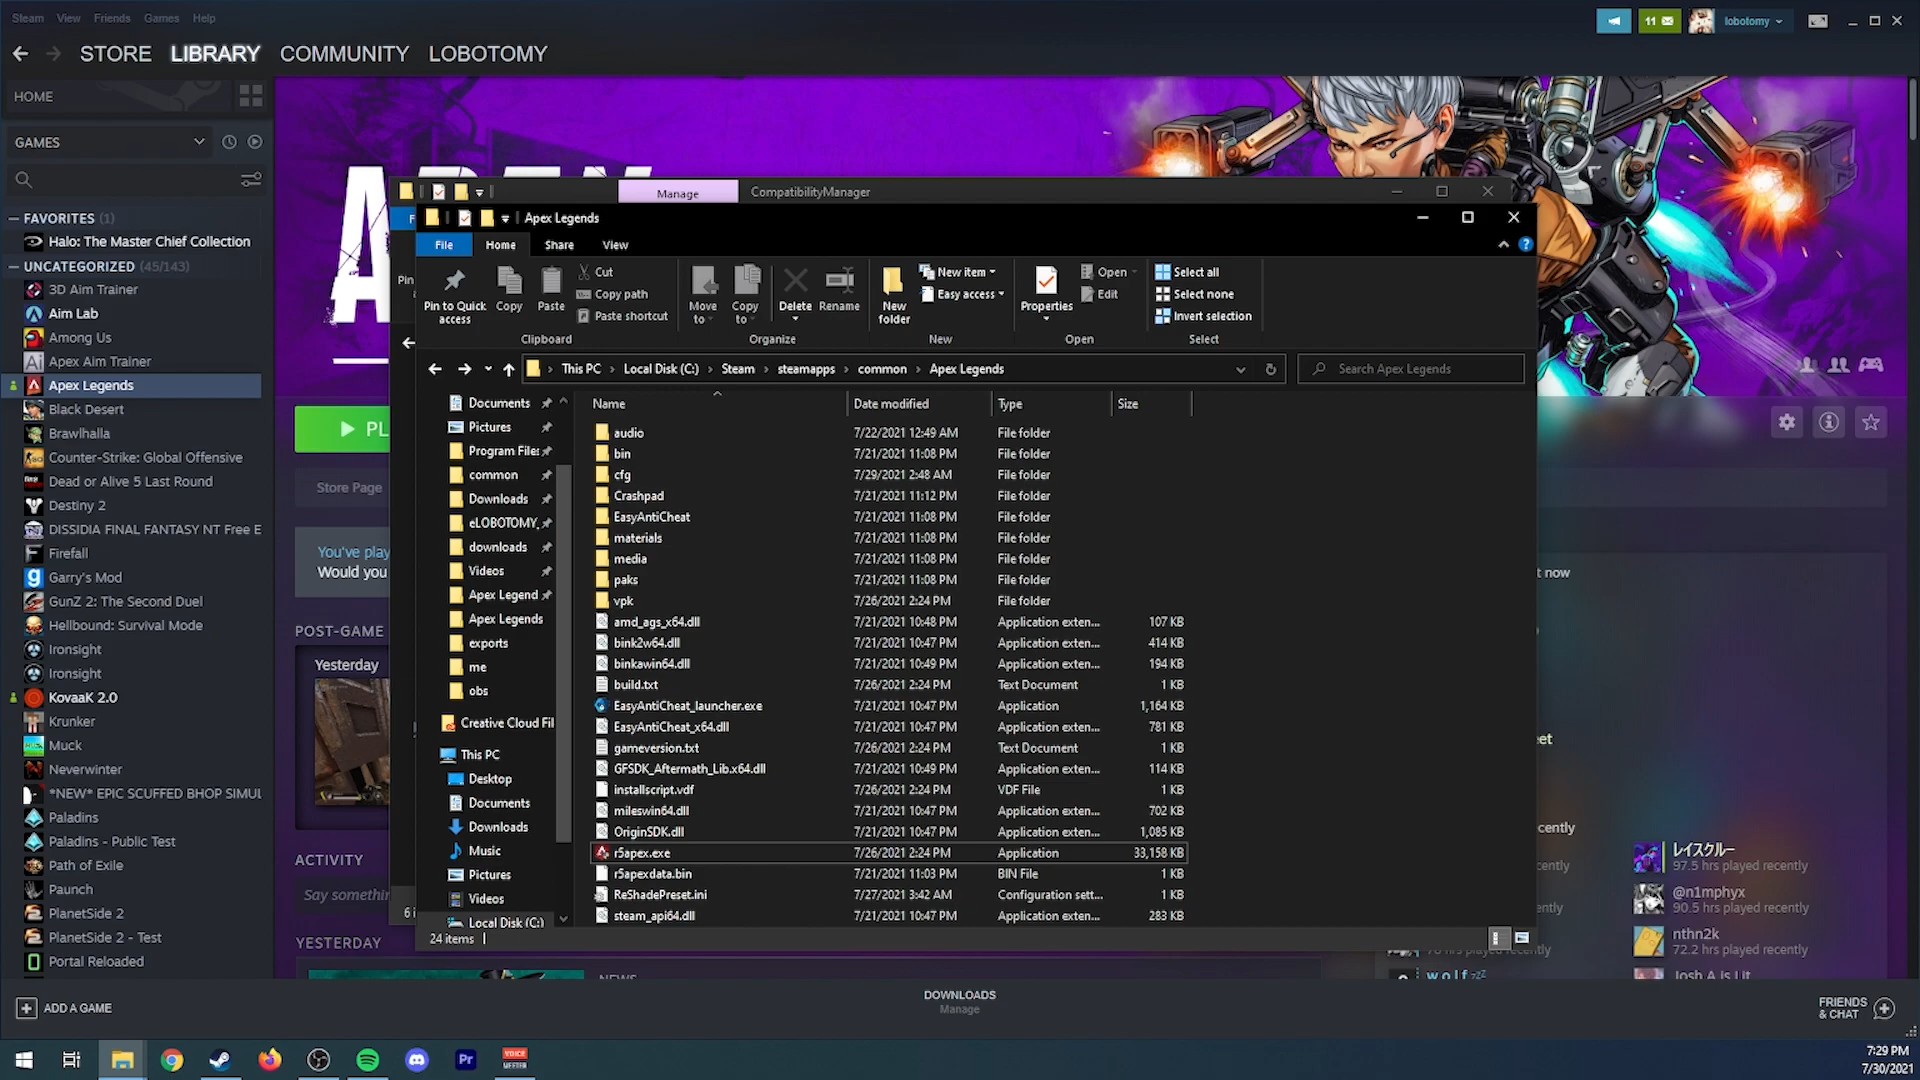 Steam View Friends Games Help
11
lobotomy
STORE LIBRARY COMMUNITY LOBOTOMY
HOME
GAMES
FAVORITES (1)
Halo: The Master Chief Collection
UNCATEGORIZED (45/143)
3D Aim Trainer
Aim Lab
Among Us
Apex Aim Trainer
Apex Legends
Black Desert
Brawlhalla
Counter-Strike: Global Offensive
Dead or Alive 5 Last Round
Destiny 2
DISSIDIA FINAL FANTASY NT Free E
Firefall
Garry's Mod
GunZ 2: The Second Duel
Hellbound: Survival Mode
Ironsight
Ironsight
KovaaK 2.0
Krunker
Muck
Neverwinter
*NEW* EPIC SCUFFED BHOP SIMUL
Paladins
Paladins - Public Test
Path of Exile
Paunch
PlanetSide 2
PlanetSide 2 - Test
Portal Reloaded
ADD A GAME
PL
Store Page
You've play
Would you
POST-GAME
Yesterday
ACTIVITY
Say somethin
YESTERDAY
NEWS
Manage CompatibilityManager
Pin
6 i
Apex Legends
File Home Share View
Pin to Quick access
Copy
Paste
Cut
Copy path
Paste shortcut
Clipboard
Move to
Copy to
Delete
Rename
Organize
New folder
New item
Easy access
New
Properties
Open
Edit
Open
Select all
Select none
Invert selection
Select
This PC Local Disk (C:) Steam steamapps common Apex Legends
Search Apex Legends
Documents
Pictures
Program Files
common
Downloads
eLOBOTOMY_
downloads
Videos
Apex Legend
Apex Legends
exports
me
obs
Creative Cloud Fil
This PC
Desktop
Documents
Downloads
Music
Pictures
Videos
Local Disk (C:)
Name Date modified Type Size
audio 7/22/2021 12:49 AM File folder
bin 7/21/2021 11:08 PM File folder
cfg 7/29/2021 2:48 AM File folder
Crashpad 7/21/2021 11:12 PM File folder
EasyAntiCheat 7/21/2021 11:08 PM File folder
materials 7/21/2021 11:08 PM File folder
media 7/21/2021 11:08 PM File folder
paks 7/21/2021 11:08 PM File folder
vpk 7/26/2021 2:24 PM File folder
amd_ags_x64.dll 7/21/2021 10:48 PM Application exten... 107 KB
bink2w64.dll 7/21/2021 10:47 PM Application exten... 414 KB
binkawin64.dll 7/21/2021 10:49 PM Application exten... 194 KB
build.txt 7/26/2021 2:24 PM Text Document 1 KB
EasyAntiCheat_launcher.exe 7/21/2021 10:47 PM Application 1,164 KB
EasyAntiCheat_x64.dll 7/21/2021 10:47 PM Application exten... 781 KB
gameversion.txt 7/26/2021 2:24 PM Text Document 1 KB
GFSDK_Aftermath_Lib.x64.dll 7/21/2021 10:49 PM Application exten... 114 KB
installscript.vdf 7/26/2021 2:24 PM VDF File 1 KB
mileswin64.dll 7/21/2021 10:47 PM Application exten... 702 KB
OriginSDK.dll 7/21/2021 10:47 PM Application exten... 1,085 KB
r5apex.exe 7/26/2021 2:24 PM Application 33,158 KB
r5apexdata.bin 7/21/2021 11:03 PM BIN File 1 KB
ReShadePreset.ini 7/27/2021 3:42 AM Configuration sett... 1 KB
steam_api64.dll 7/21/2021 10:47 PM Application exten... 283 KB
24 items
t now
et
cently
ecently
ently
played recently
レイスクルー
97.5 hrs played recently
@n1mphyx
90.5 hrs played recently
nthn2k
72.2 hrs played recently
w o l f zzZ
Josh A is Lit
DOWNLOADS
Manage
FRIENDS
& CHAT
Pr
VOICE
MEETER
7:29 PM
7/30/2021